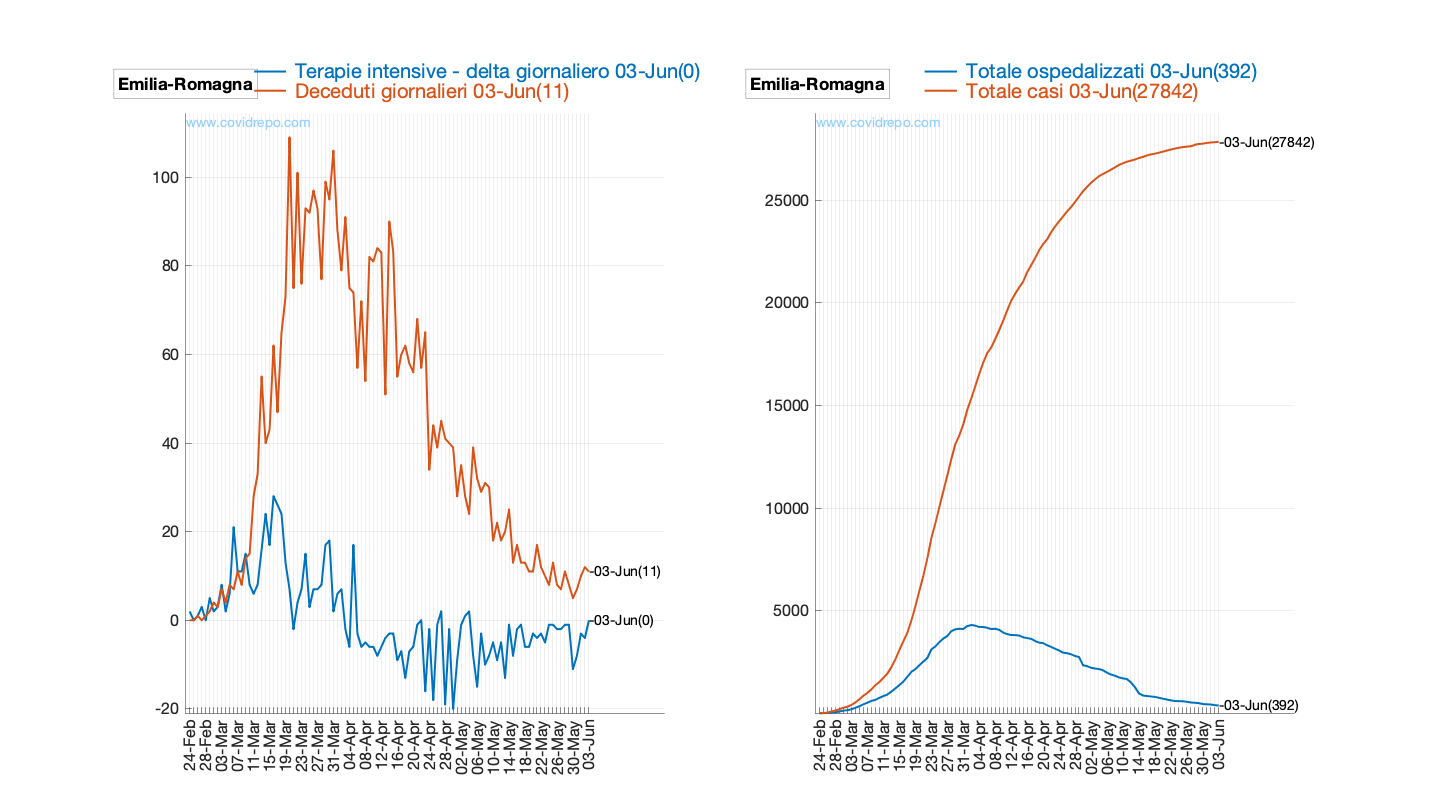 Emilia-Romagna
Terapie intensive - delta giornaliero 03-Jun(0)
Deceduti giornalieri 03-Jun(11)
www.covidrepo.com
100
80
60
40
20
0
-20
-03-Jun(11)
-03-Jun(0)
24-Feb
28-Feb
03-Mar
07-Mar
11-Mar
15-Mar
19-Mar
23-Mar
27-Mar
31-Mar
04-Apr
08-Apr
12-Apr
16-Apr
20-Apr
24-Apr
28-Apr
02-May
06-May
10-May
14-May
18-May
22-May
26-May
30-May
03-Jun
Emilia-Romagna
Totale ospedalizzati 03-Jun(392)
Totale casi 03-Jun(27842)
www.covidrepo.com
25000
20000
15000
10000
5000
-03-Jun(27842)
-03-Jun(392)
24-Feb
28-Feb
03-Mar
07-Mar
11-Mar
15-Mar
19-Mar
23-Mar
27-Mar
31-Mar
04-Apr
08-Apr
12-Apr
16-Apr
20-Apr
24-Apr
28-Apr
02-May
06-May
10-May
14-May
18-May
22-May
26-May
30-May
03-Jun